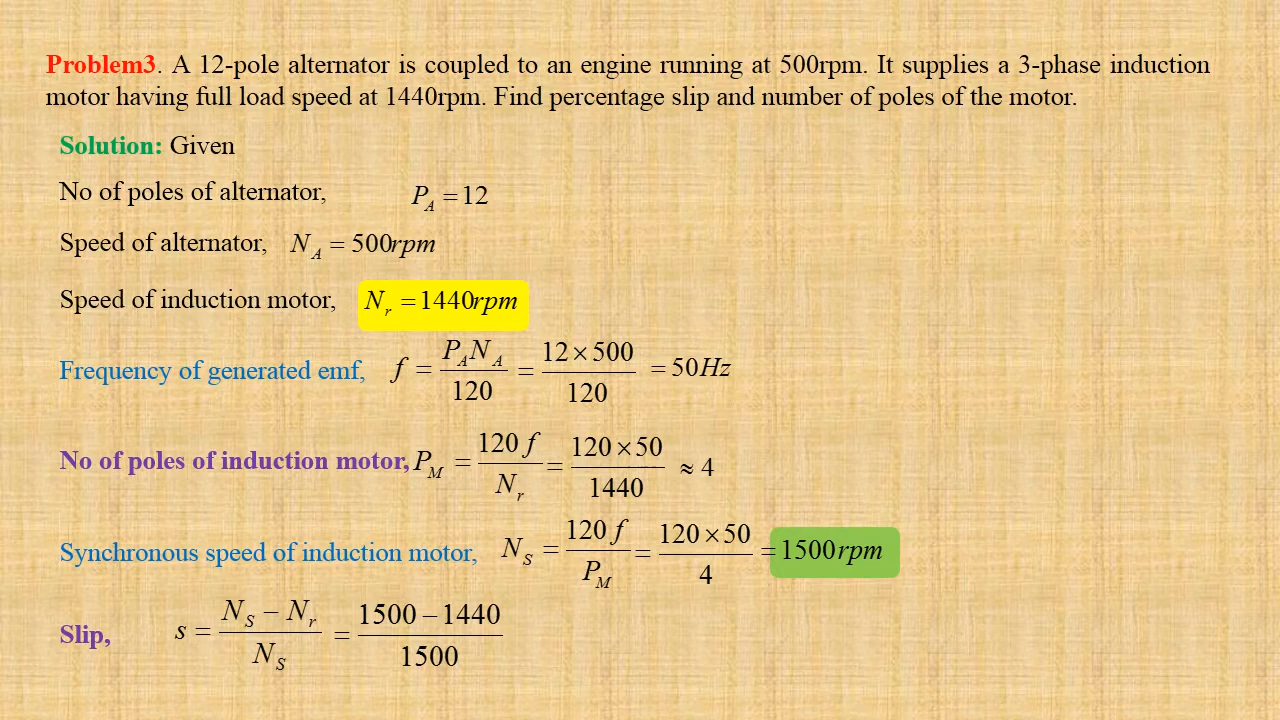 Problem3. A 12-pole alternator is coupled to an engine running at 500rpm. It supplies a 3-phase induction
motor having full load speed at 1440rpm. Find percentage slip and number of poles of the motor.
Solution: Given
No of poles of alternator, P_A = 12
Speed of alternator, N_A = 500rpm
Speed of induction motor, N_r = 1440rpm
Frequency of generated emf, f = P_A N_A / 120 = 12 × 500 / 120 = 50Hz
No of poles of induction motor, P_M = 120 f / N_r = 120 × 50 / 1440 ≈ 4
Synchronous speed of induction motor, N_S = 120 f / P_M = 120 × 50 / 4 = 1500 rpm
Slip, s = N_S − N_r / N_S = 1500 − 1440 / 1500